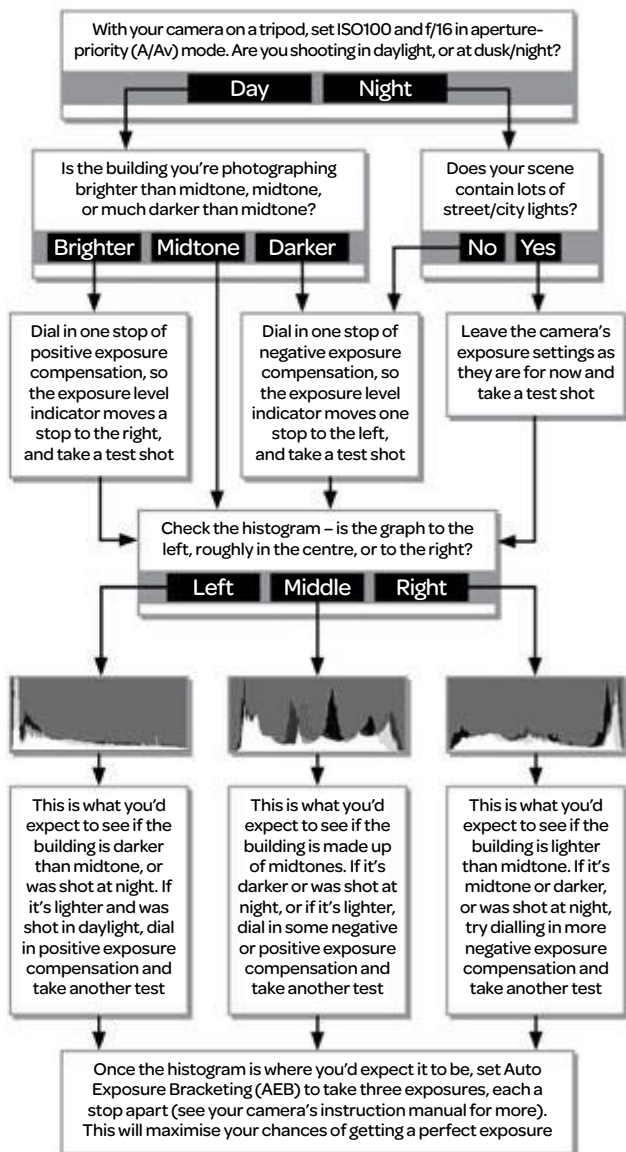 With your camera on a tripod, set ISO100 and f/16 in aperture-
priority (A/Av) mode. Are you shooting in daylight, or at dusk/night?
Day
Night
Is the building you're photographing
brighter than midtone, midtone,
or much darker than midtone?
Brighter
Midtone
Darker
Does your scene
contain lots of
street/city lights?
No
Yes
Dial in one stop of
positive exposure
compensation, so
the exposure level
indicator moves a
stop to the right,
and take a test shot
Dial in one stop of
negative exposure
compensation, so
the exposure level
indicator moves one
stop to the left,
and take a test shot
Leave the camera's
exposure settings as
they are for now and
take a test shot
Check the histogram – is the graph to the
left, roughly in the centre, or to the right?
Left
Middle
Right
This is what you'd
expect to see if the
building is darker
than midtone, or
was shot at night. If
it's lighter and was
shot in daylight, dial
in positive exposure
compensation and
take another test
This is what you'd
expect to see if the
building is made up
of midtones. If it's
darker or was shot at
night, or if it's lighter,
dial in some negative
or positive exposure
compensation and
take another test
This is what you'd
expect to see if the
building is lighter
than midtone. If it's
midtone or darker,
or was shot at night,
try dialling in more
negative exposure
compensation and
take another test
Once the histogram is where you'd expect it to be, set Auto
Exposure Bracketing (AEB) to take three exposures, each a
stop apart (see your camera's instruction manual for more).
This will maximise your chances of getting a perfect exposure